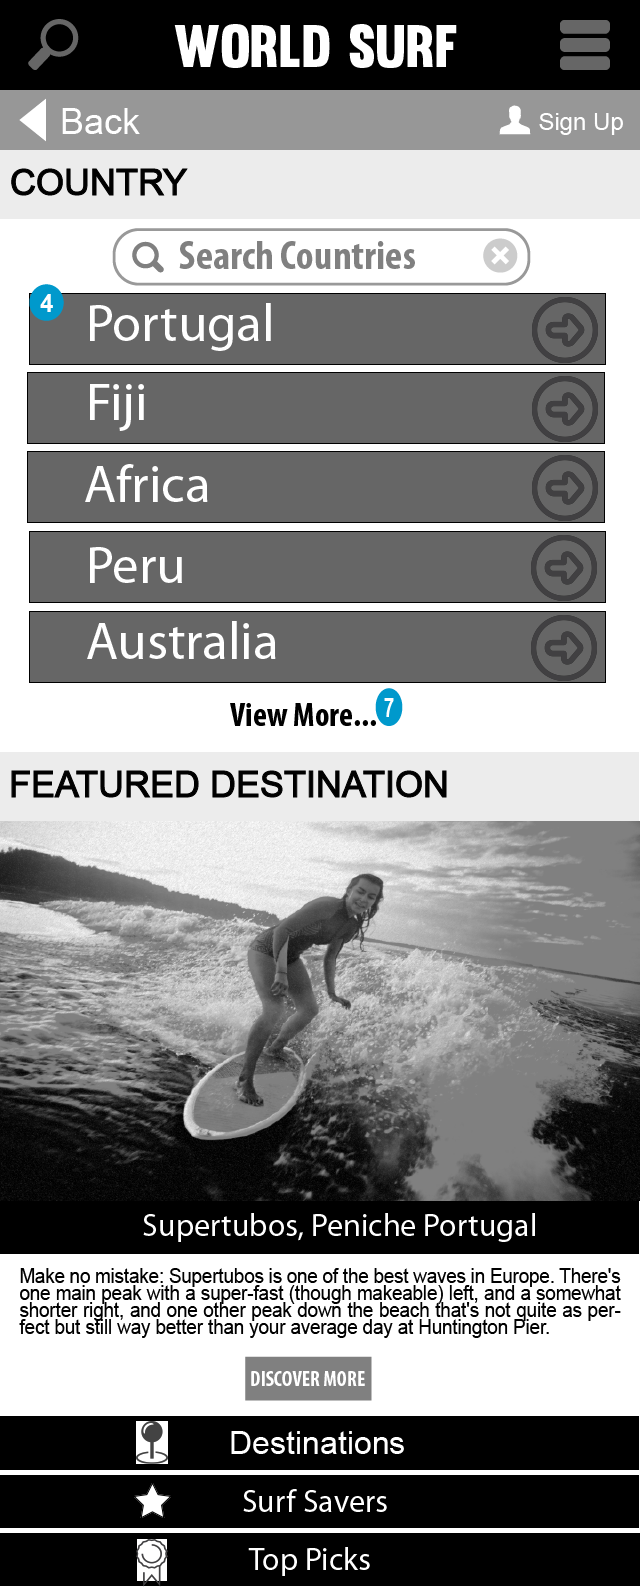 WORLD SURF
Back
Sign Up
COUNTRY
Search Countries
4
Portugal
Fiji
Africa
Peru
Australia
View More... 7
FEATURED DESTINATION
Supertubos, Peniche Portugal
Make no mistake: Supertubos is one of the best waves in Europe. There's
one main peak with a super-fast (though makeable) left, and a somewhat
shorter right, and one other peak down the beach that's not quite as per-
fect but still way better than your average day at Huntington Pier.
DISCOVER MORE
Destinations
Surf Savers
Top Picks